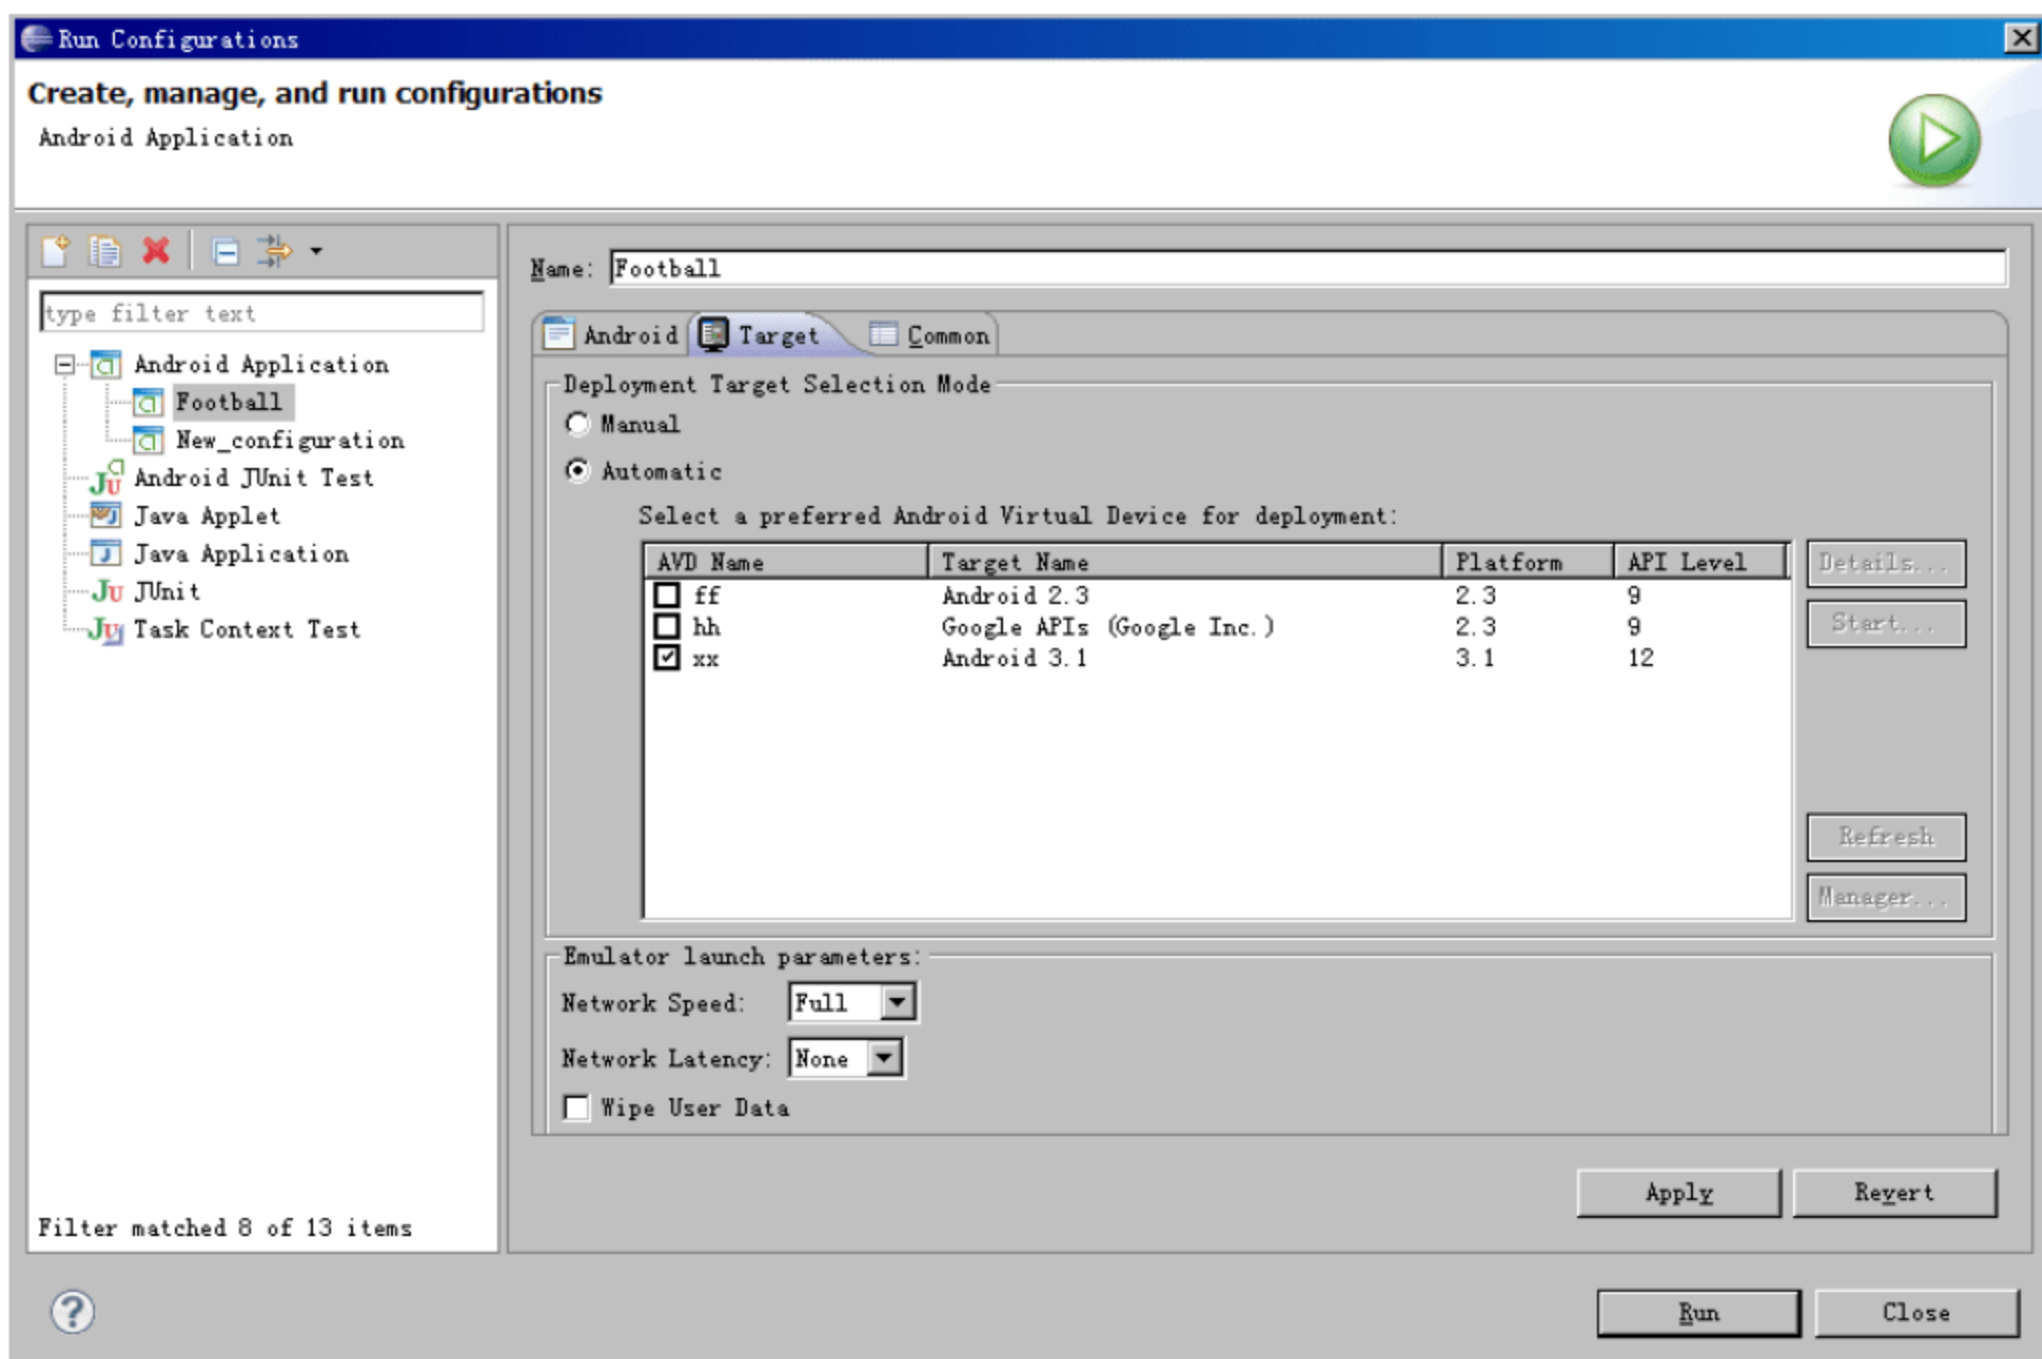 Run Configurations
Create, manage, and run configurations
Android Application
type filter text
Android Application
Football
New_configuration
Android JUnit Test
Java Applet
Java Application
JUnit
Task Context Test
Filter matched 8 of 13 items
Name: Football
Android Target Common
Deployment Target Selection Mode
Manual
Automatic
Select a preferred Android Virtual Device for deployment:
AVD Name Target Name Platform API Level
ff Android 2.3 2.3 9
hh Google APIs (Google Inc.) 2.3 9
xx Android 3.1 3.1 12
Details...
Start...
Refresh
Manager...
Emulator launch parameters:
Network Speed: Full
Network Latency: None
Wipe User Data
Apply Revert
Run Close